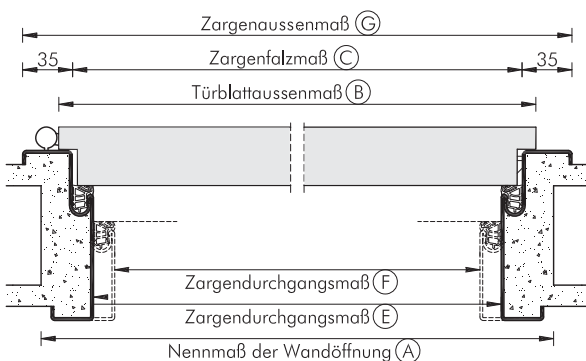 Zargenaussenmaß G
35 Zargenfalzmaß C 35
Türblattaussenmaß B
Zargendurchgangsmaß F
Zargendurchgangsmaß E
Nennmaß der Wandöffnung A